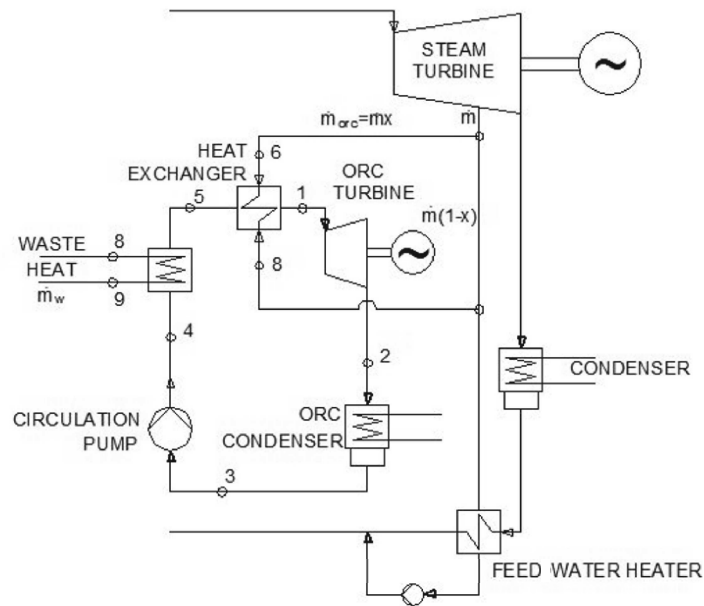 STEAM
TURBINE
ṁorc=ṁx
ṁ
HEAT
EXCHANGER
6
ORC
TURBINE
5
1
ṁ(1-x)
WASTE
8
HEAT
8
ṁw
9
4
2
CONDENSER
CIRCULATION
PUMP
ORC
CONDENSER
3
FEED WATER HEATER